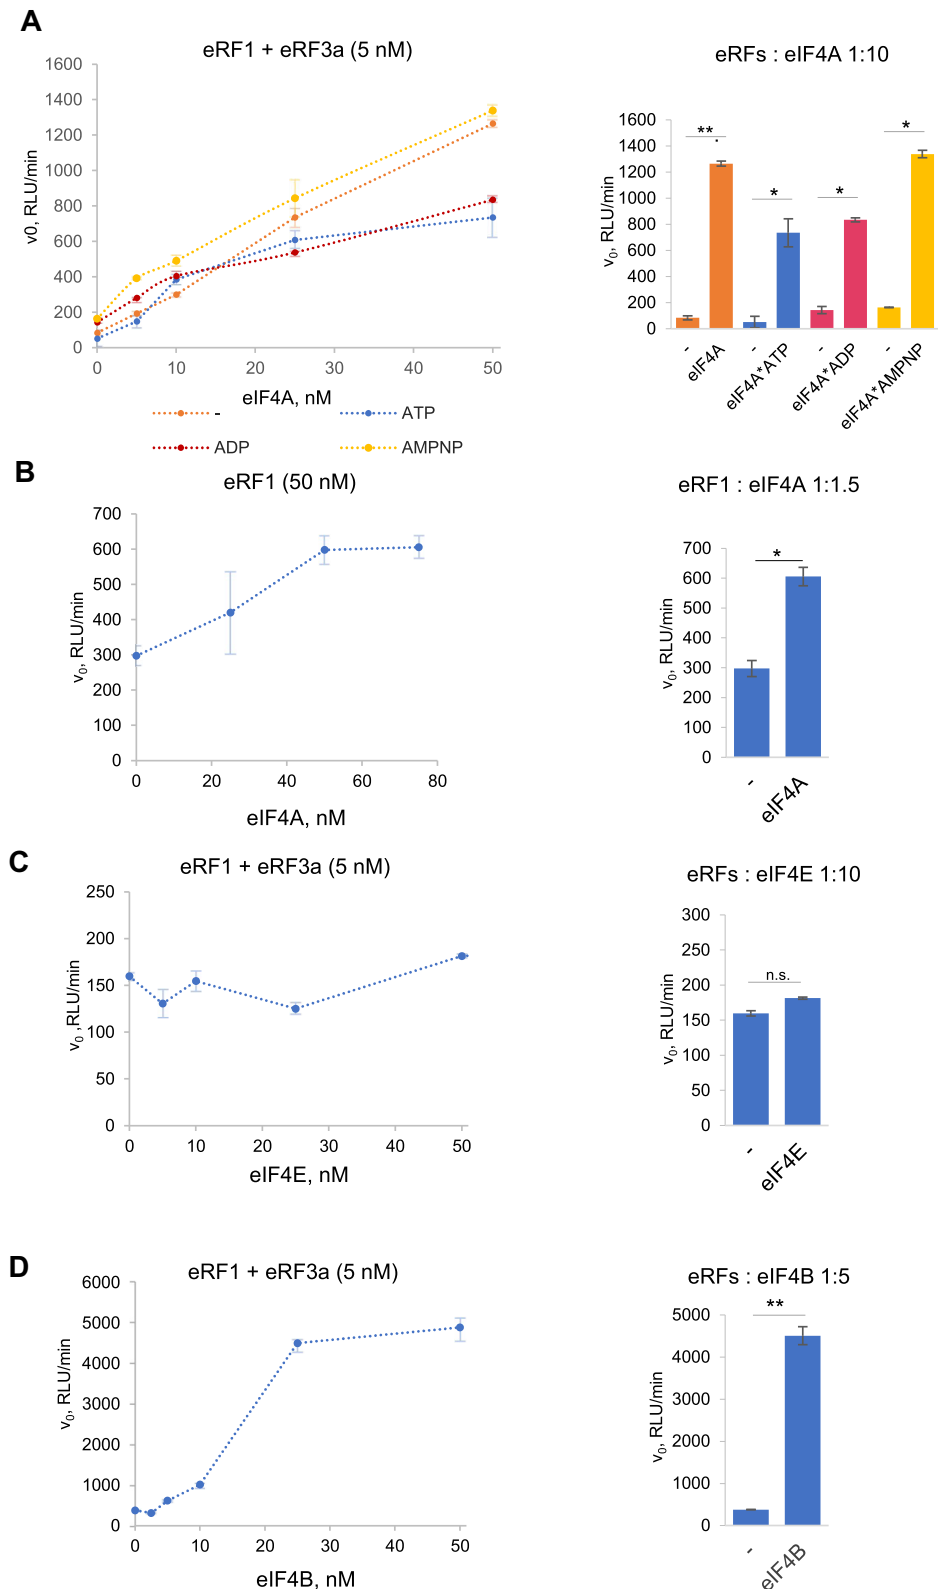 A
eRF1 + eRF3a (5 nM)
v0, RLU/min
1600
1400
1200
1000
800
600
400
200
0
0 10 20 30 40 50
eIF4A, nM
- ATP
ADP AMPNP
eRFs : eIF4A 1:10
v0, RLU/min
1600
1400
1200
1000
800
600
400
200
0
** * * *
- eIF4A - eIF4A*ATP - eIF4A*ADP - eIF4A*AMPNP
B
eRF1 (50 nM)
v0, RLU/min
700
600
500
400
300
200
100
0
0 20 40 60 80
eIF4A, nM
eRF1 : eIF4A 1:1.5
v0, RLU/min
700
600
500
400
300
200
100
0
*
- eIF4A
C
eRF1 + eRF3a (5 nM)
v0 ,RLU/min
250
200
150
100
50
0
0 10 20 30 40 50
eIF4E, nM
eRFs : eIF4E 1:10
v0, RLU/min
300
250
200
150
100
50
0
n.s.
- eIF4E
D
eRF1 + eRF3a (5 nM)
v0, RLU/min
6000
5000
4000
3000
2000
1000
0
0 10 20 30 40 50
eIF4B, nM
eRFs : eIF4B 1:5
v0, RLU/min
5000
4000
3000
2000
1000
0
**
- eIF4B